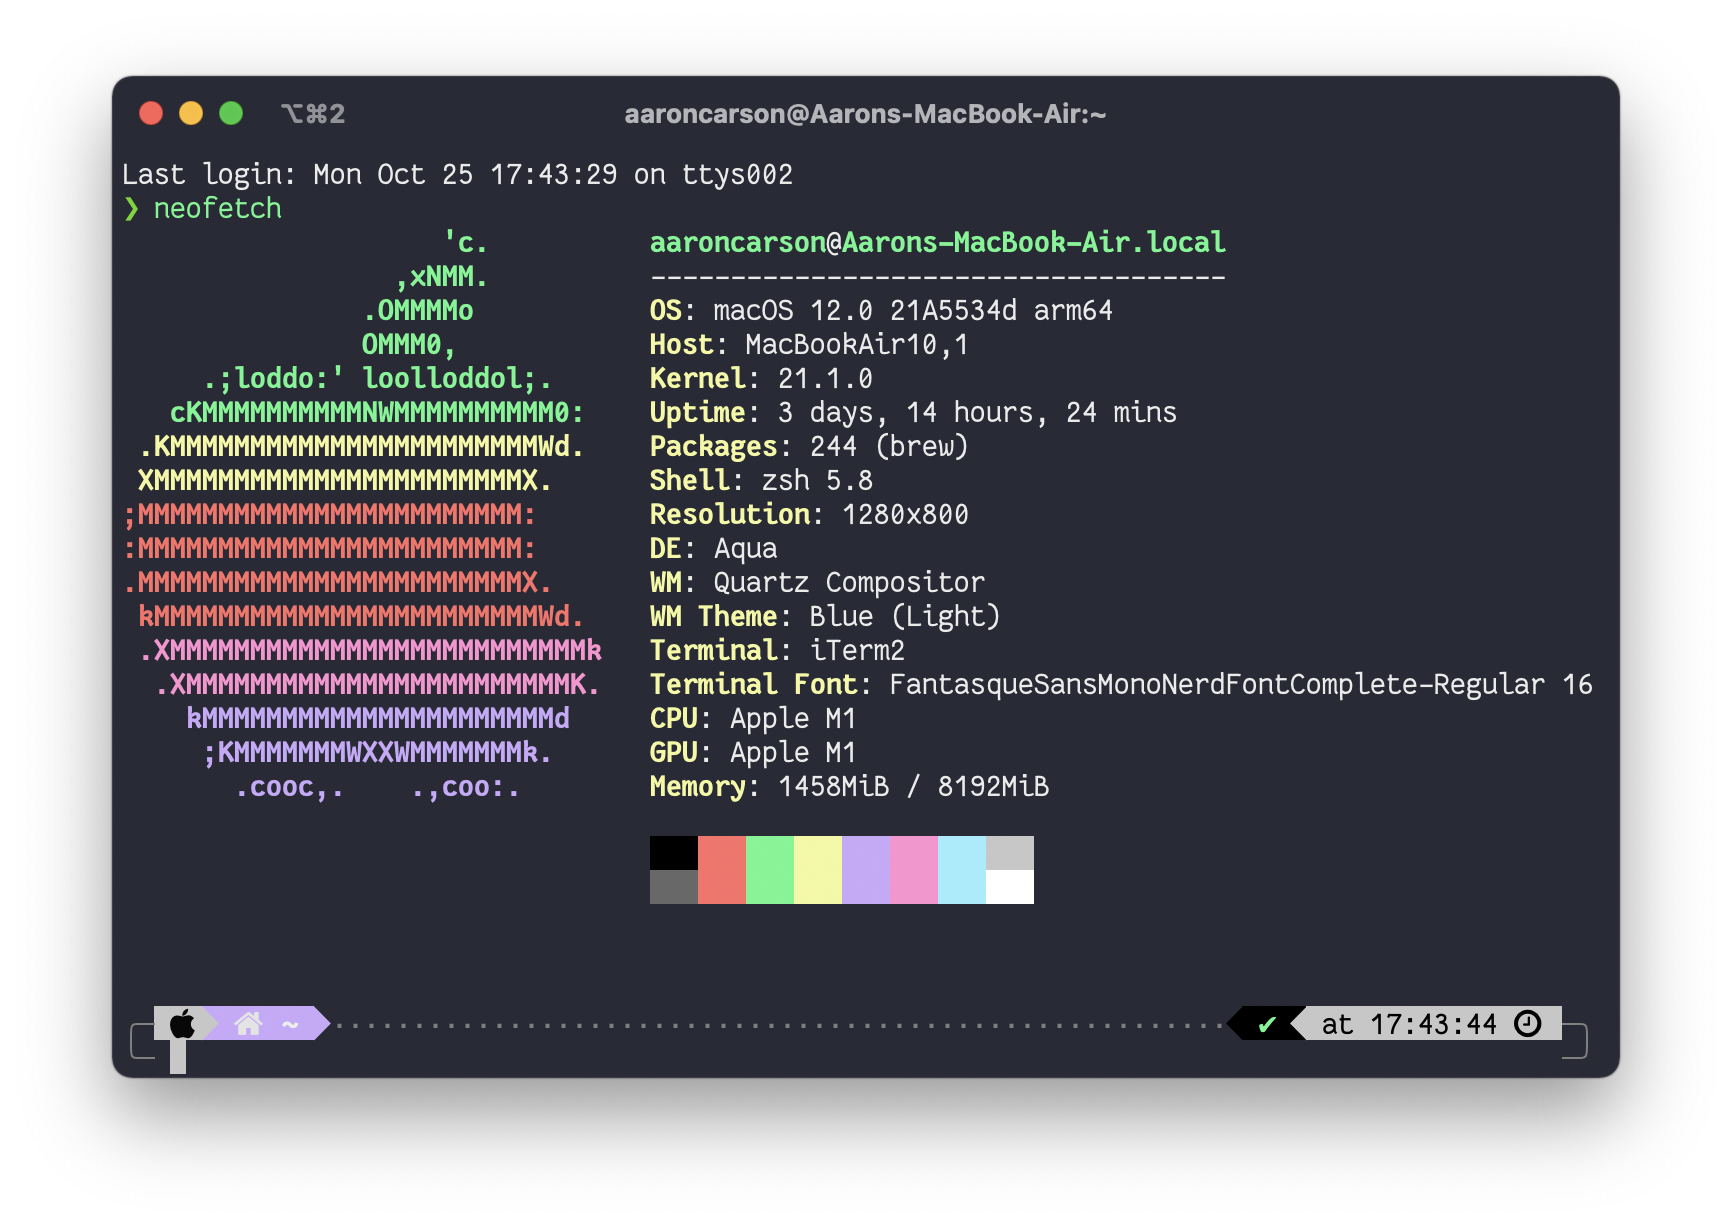 ⌥⌘2 aaroncarson@Aarons-MacBook-Air:~
Last login: Mon Oct 25 17:43:29 on ttys002
❯ neofetch
                    'c.          aaroncarson@Aarons-MacBook-Air.local
                 ,xNMM.          ------------------------------------
               .OMMMMo           OS: macOS 12.0 21A5534d arm64
               OMMM0,            Host: MacBookAir10,1
     .;loddo:' loolloddol;.      Kernel: 21.1.0
   cKMMMMMMMMMMNWMMMMMMMMMM0:    Uptime: 3 days, 14 hours, 24 mins
 .KMMMMMMMMMMMMMMMMMMMMMMMWd.    Packages: 244 (brew)
 XMMMMMMMMMMMMMMMMMMMMMMMX.      Shell: zsh 5.8
;MMMMMMMMMMMMMMMMMMMMMMMM:       Resolution: 1280x800
:MMMMMMMMMMMMMMMMMMMMMMMM:       DE: Aqua
.MMMMMMMMMMMMMMMMMMMMMMMMX.      WM: Quartz Compositor
 kMMMMMMMMMMMMMMMMMMMMMMMMWd.    WM Theme: Blue (Light)
 .XMMMMMMMMMMMMMMMMMMMMMMMMMMk   Terminal: iTerm2
  .XMMMMMMMMMMMMMMMMMMMMMMMMK.   Terminal Font: FantasqueSansMonoNerdFontComplete-Regular 16
    kMMMMMMMMMMMMMMMMMMMMMMd     CPU: Apple M1
     ;KMMMMMMMWXXWMMMMMMMk.      GPU: Apple M1
       .cooc,.    .,coo:.        Memory: 1458MiB / 8192MiB
~ ✔ at 17:43:44